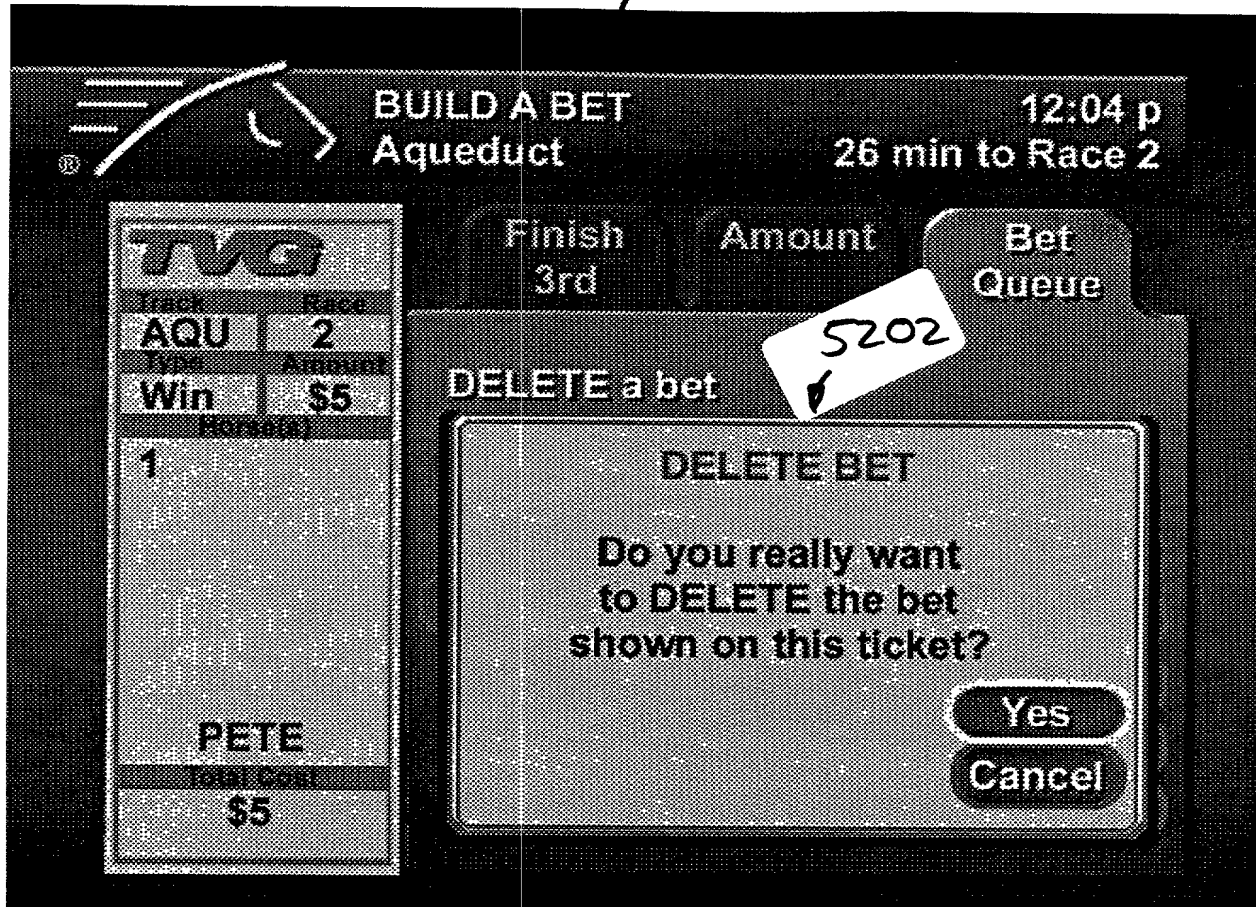 BUILD A BET
Aqueduct
12:04 p
26 min to Race 2
®
TVG
Track Race
AQU 2
Type Amount
Win $5
Horse(s)
1
PETE
Total Cost
$5
Finish
3rd
Amount
Bet
Queue
5202
DELETE a bet
DELETE BET
Do you really want
to DELETE the bet
shown on this ticket?
Yes
Cancel